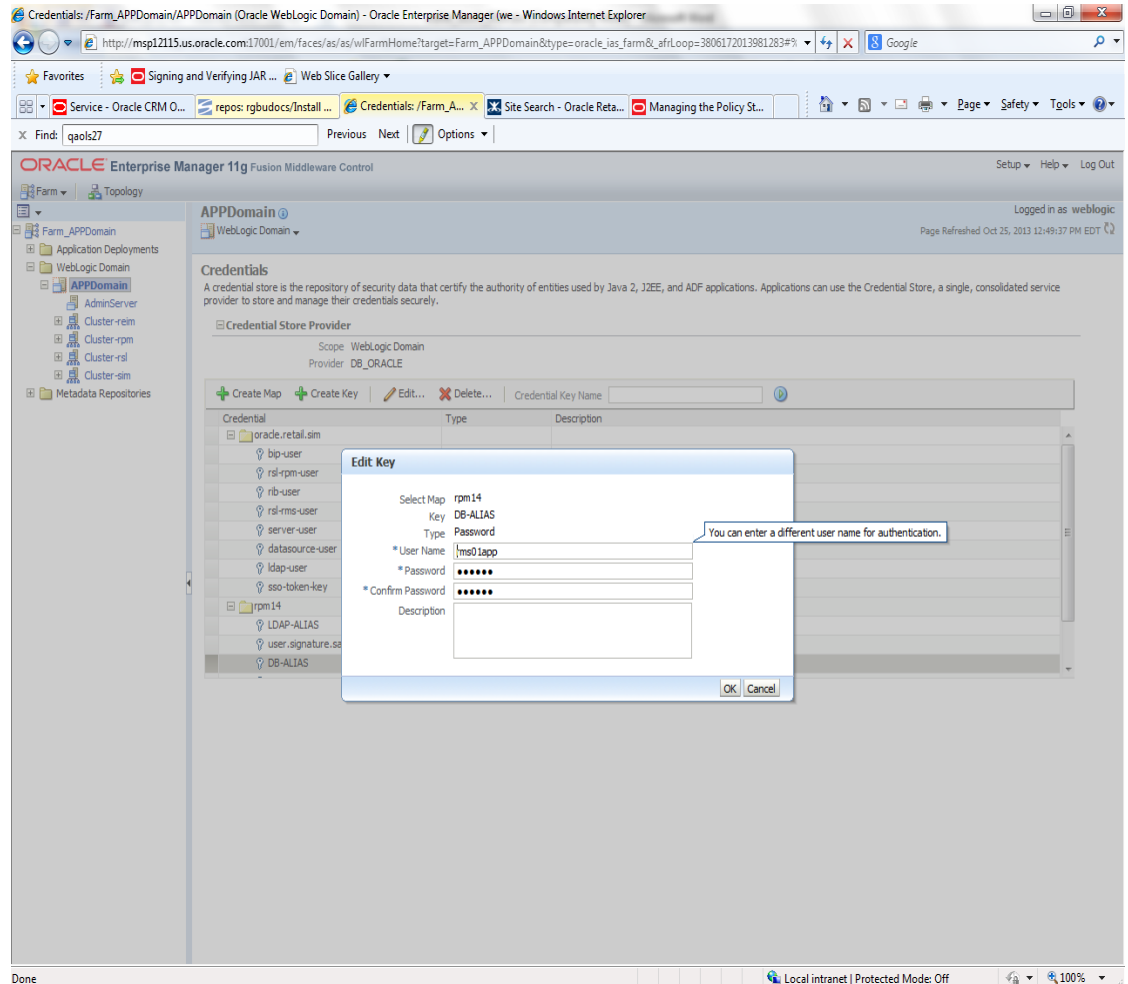 Credentials: /Farm_APPDomain/APPDomain (Oracle WebLogic Domain) - Oracle Enterprise Manager (we - Windows Internet Explorer
http://msp12115.us.oracle.com:17001/em/faces/as/as/wlFarmHome?target=Farm_APPDomain&type=oracle_ias_farm&_afrLoop=3806172013981283#%
Google
Favorites Signing and Verifying JAR ... Web Slice Gallery
Service - Oracle CRM O... repos: rgbudocs/Install ... Credentials: /Farm_A... X Site Search - Oracle Reta... Managing the Policy St... Page Safety Tools
X Find: qaols27 Previous Next Options
ORACLE Enterprise Manager 11g Fusion Middleware Control Setup Help Log Out
Farm Topology
APPDomain Logged in as weblogic
WebLogic Domain Page Refreshed Oct 25, 2013 12:49:37 PM EDT
Farm_APPDomain
Application Deployments
WebLogic Domain
APPDomain
AdminServer
Cluster-reim
Cluster-rpm
Cluster-rsl
Cluster-sim
Metadata Repositories
Credentials
A credential store is the repository of security data that certify the authority of entities used by Java 2, J2EE, and ADF applications. Applications can use the Credential Store, a single, consolidated service
provider to store and manage their credentials securely.
Credential Store Provider
Scope WebLogic Domain
Provider DB_ORACLE
Create Map Create Key Edit... Delete... Credential Key Name
Credential Type Description
oracle.retail.sim
bip-user
rsl-rpm-user
rib-user
rsl-rms-user
server-user
datasource-user
ldap-user
sso-token-key
rpm14
LDAP-ALIAS
user.signature.sa
DB-ALIAS
Edit Key
Select Map rpm14
Key DB-ALIAS
Type Password
* User Name rms01app
* Password ••••••
* Confirm Password ••••••
Description
You can enter a different user name for authentication.
OK Cancel
Done Local intranet | Protected Mode: Off 100%